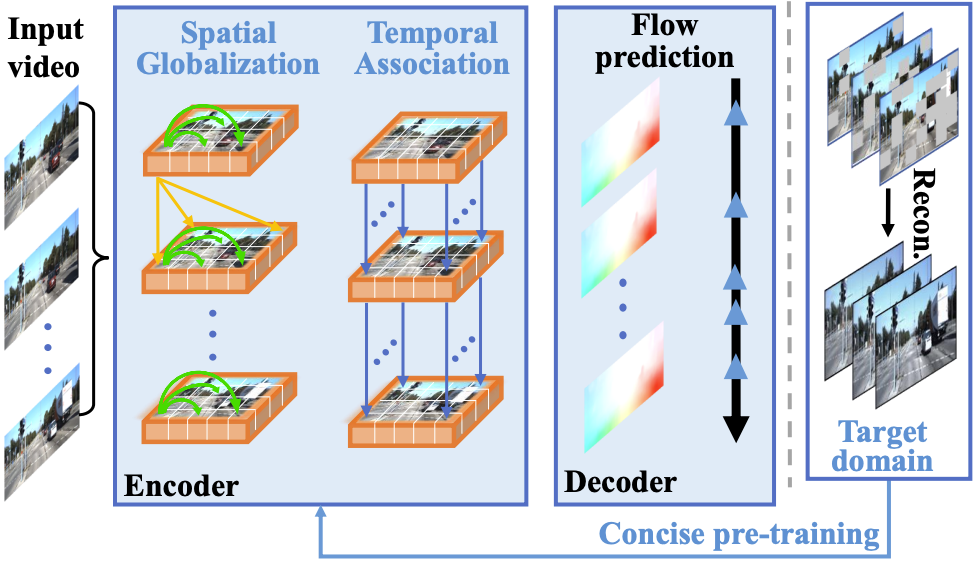 Input
video
Spatial
Globalization
Temporal
Association
Encoder
Flow
prediction
Decoder
Recon.
Target
domain
Concise pre-training